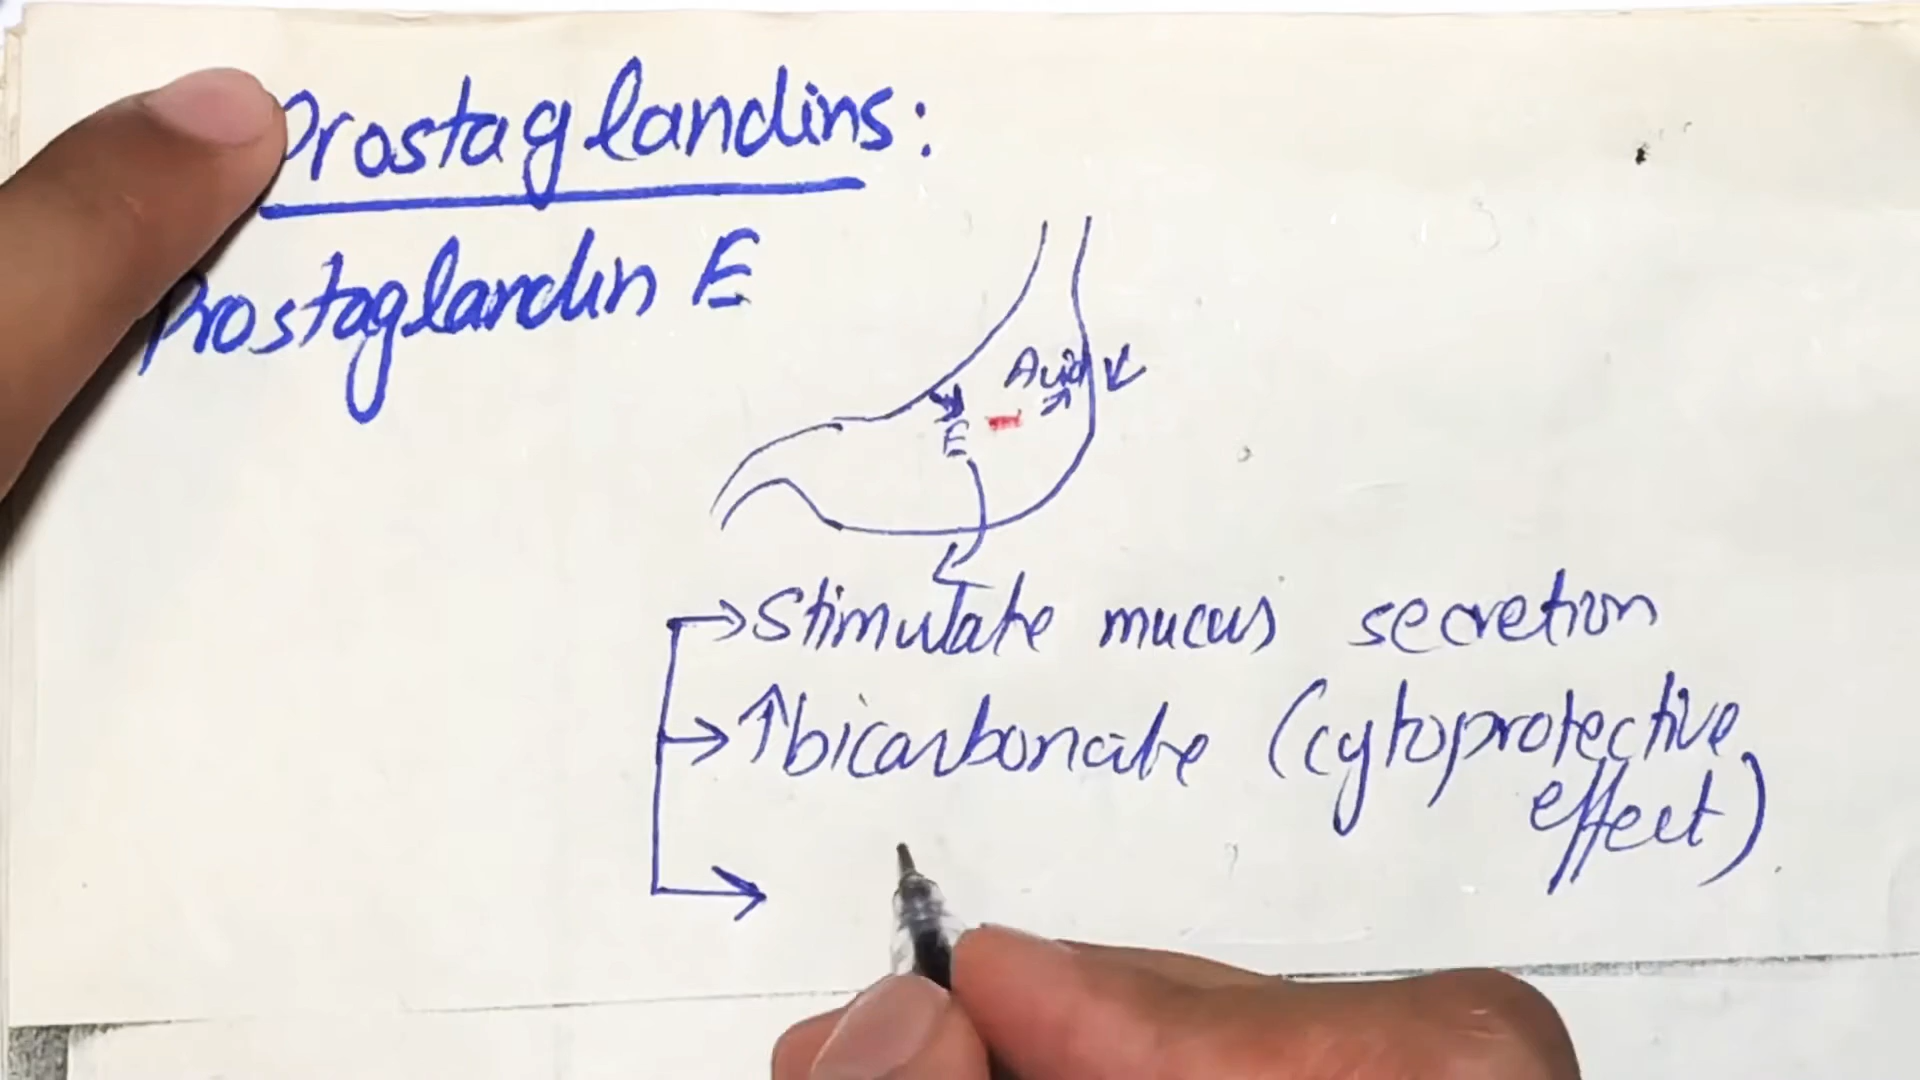 Prostaglandins:
Prostaglandin E
Acid ↓
E -
→ Stimulate mucus secretion
→ ↑bicarbonate (cytoprotective
effect)